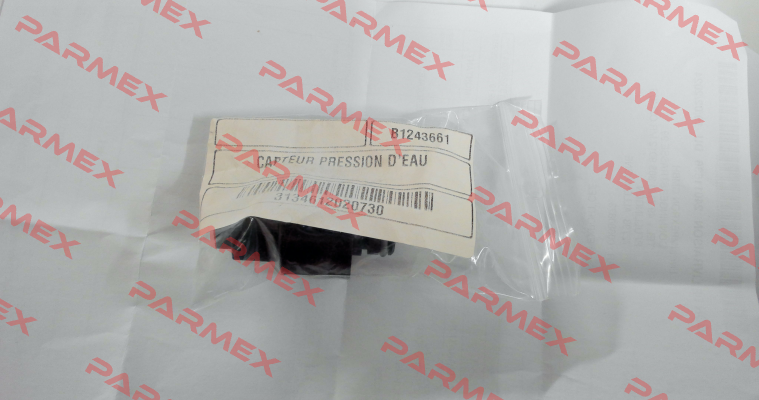 B1243661
CAPTEUR PRESSION D'EAU
3134612020730
PARMEX